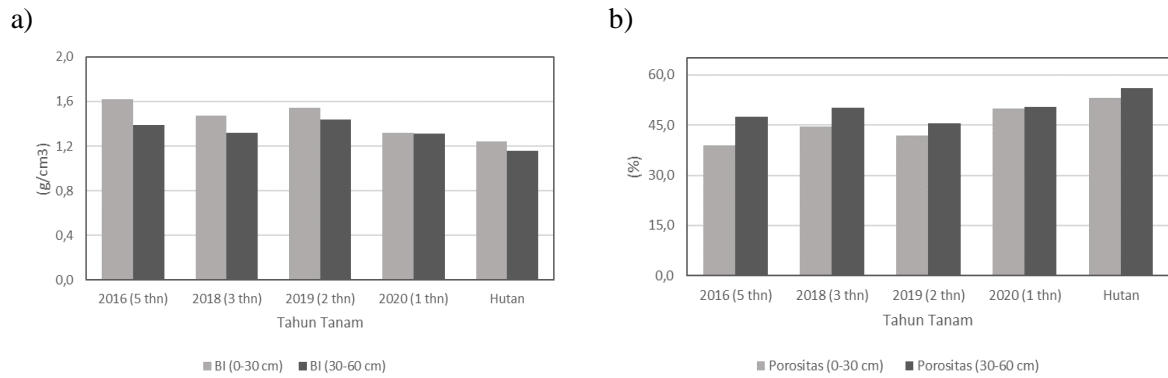 a)
2,0
1,6
1,2
0,8
0,4
0,0
(g/cm3)
2016 (5 thn) 2018 (3 thn) 2019 (2 thn) 2020 (1 thn) Hutan
Tahun Tanam
BI (0-30 cm) BI (30-60 cm)
b)
60,0
45,0
30,0
15,0
0,0
(%)
2016 (5 thn) 2018 (3 thn) 2019 (2 thn) 2020 (1 thn) Hutan
Tahun Tanam
Porositas (0-30 cm) Porositas (30-60 cm)